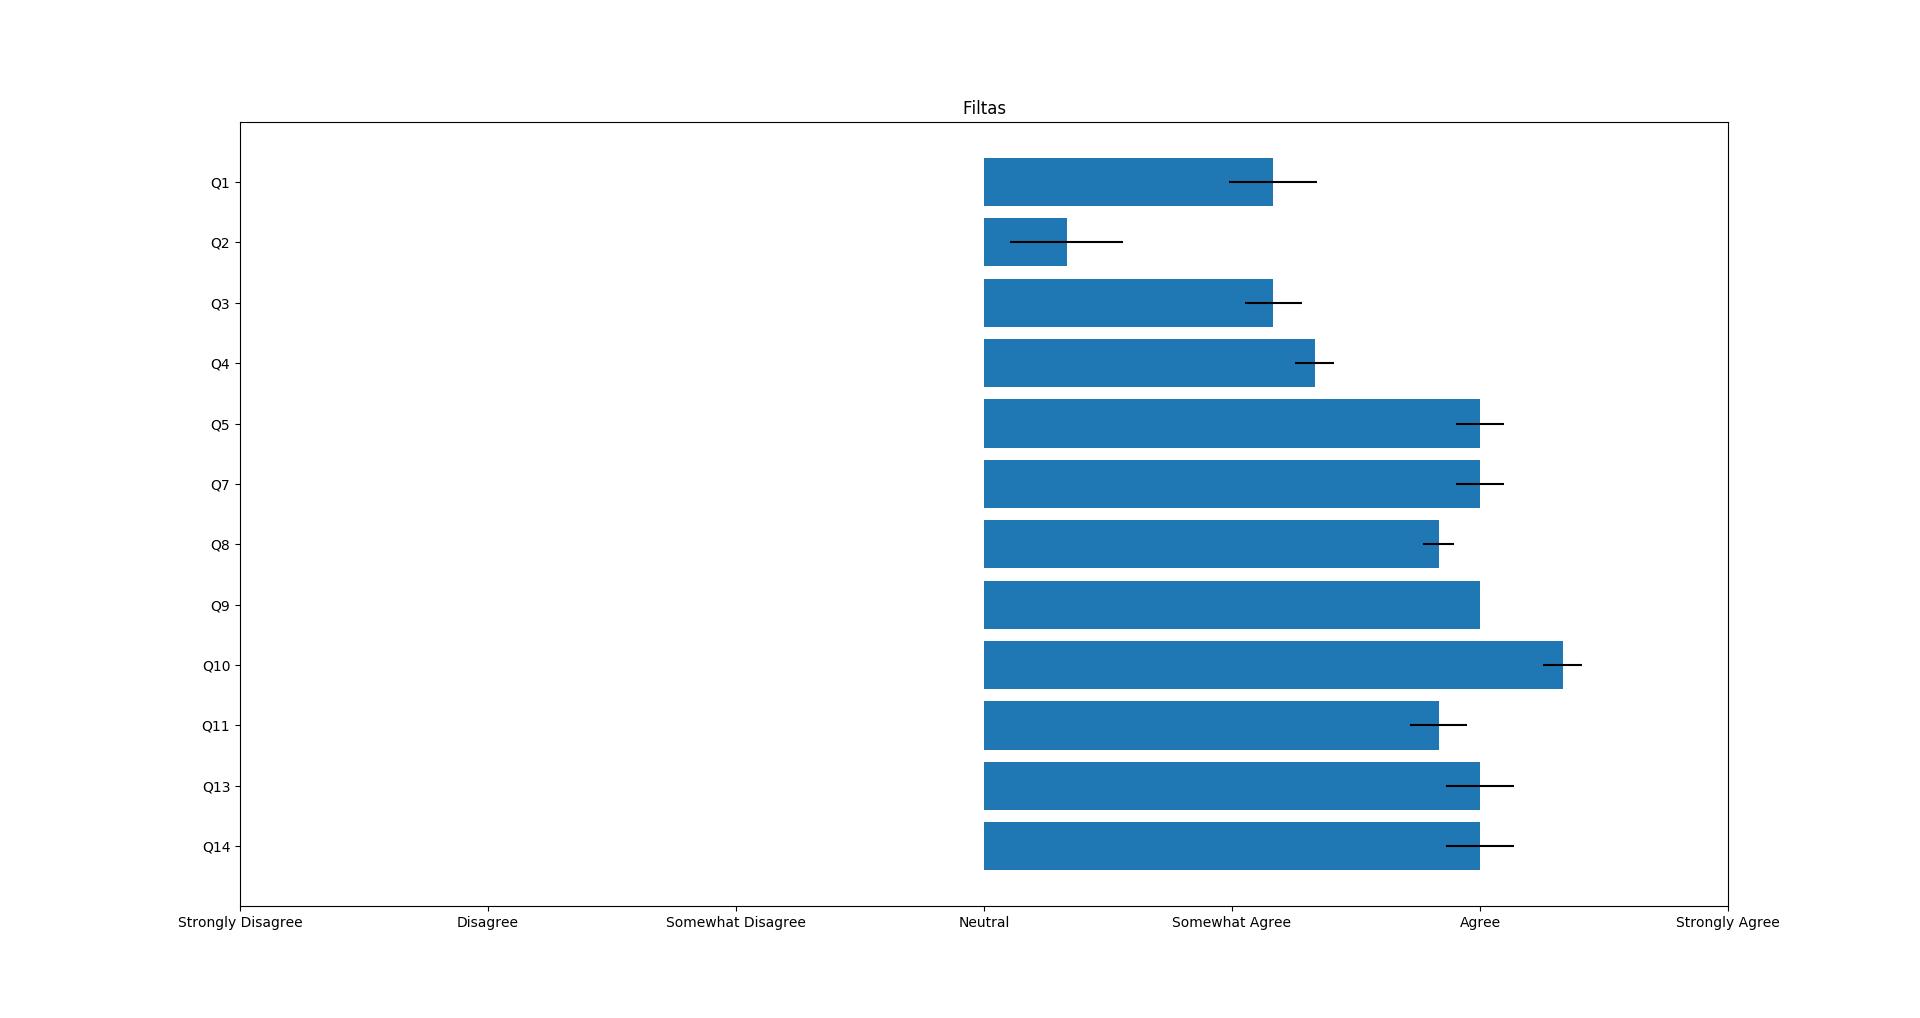 Filtas
Q1
Q2
Q3
Q4
Q5
Q7
Q8
Q9
Q10
Q11
Q13
Q14
Strongly Disagree Disagree Somewhat Disagree Neutral Somewhat Agree Agree Strongly Agree